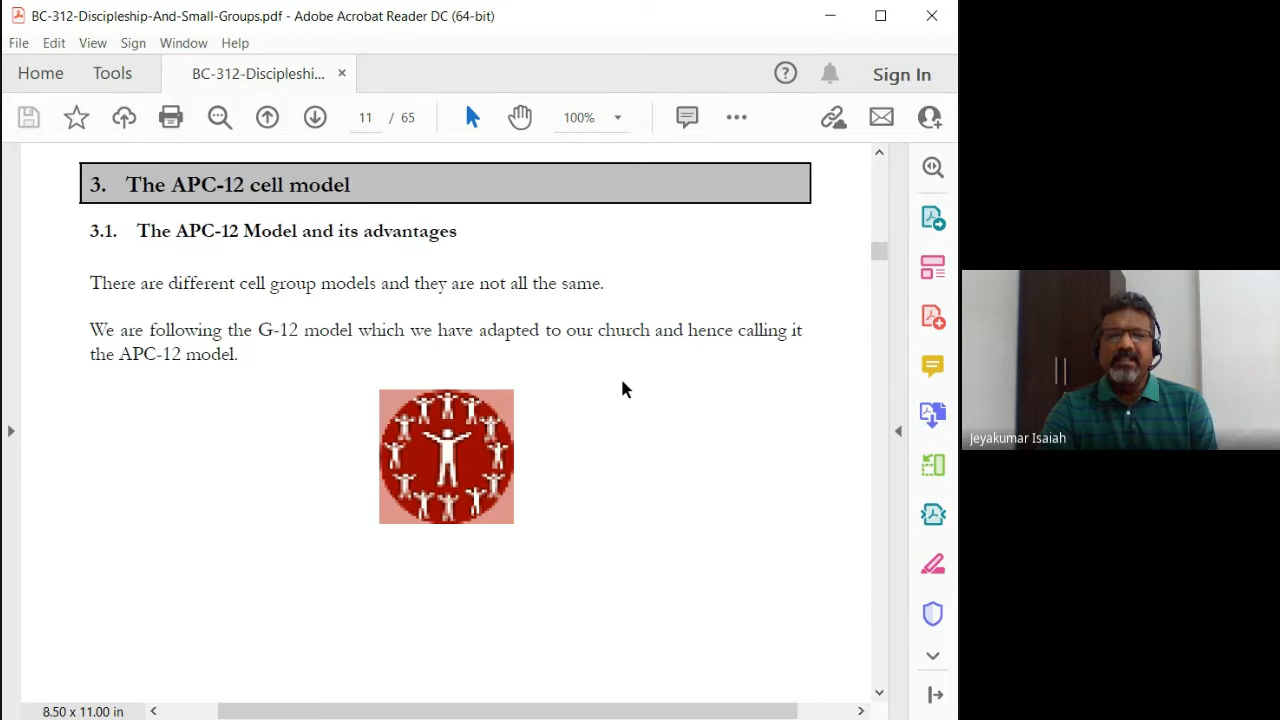 BC-312-Discipleship-And-Small-Groups.pdf - Adobe Acrobat Reader DC (64-bit)
File Edit View Sign Window Help
Home Tools BC-312-Discipleshi... × Sign In
11 / 65 100%
3. The APC-12 cell model
3.1. The APC-12 Model and its advantages
There are different cell group models and they are not all the same.
We are following the G-12 model which we have adapted to our church and hence calling it
the APC-12 model.
Jeyakumar Isaiah
8.50 x 11.00 in